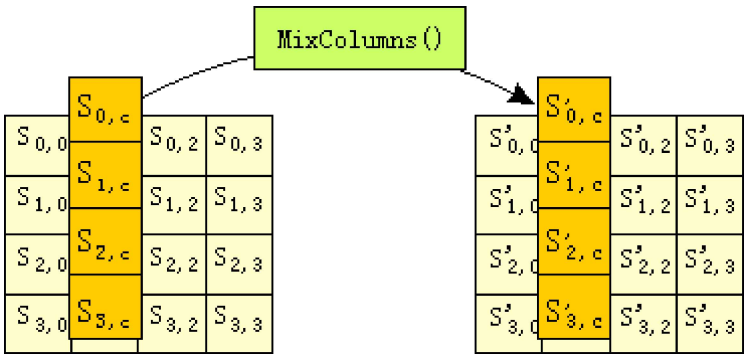 MixColumns()
S0,c S'0,c
S0,0 S0,2 S0,3 S'0,0 S'0,2 S'0,3
S1,c S'1,c
S1,0 S1,2 S1,3 S'1,0 S'1,2 S'1,3
S2,c S'2,c
S2,0 S2,2 S2,3 S'2,0 S'2,2 S'2,3
S3,0 S3,c S3,2 S3,3 S'3,0 S'3,c S'3,2 S'3,3